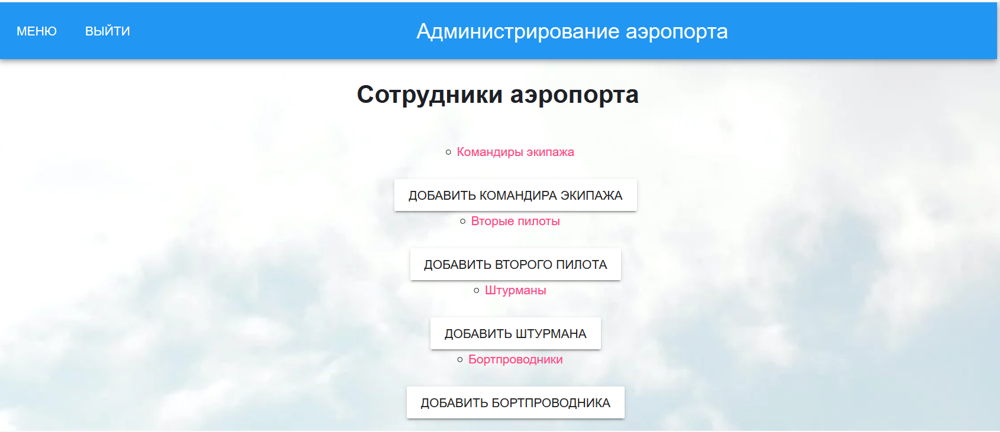 МЕНЮ ВЫЙТИ Администрирование аэропорта
Сотрудники аэропорта
Командиры экипажа
ДОБАВИТЬ КОМАНДИРА ЭКИПАЖА
Вторые пилоты
ДОБАВИТЬ ВТОРОГО ПИЛОТА
Штурманы
ДОБАВИТЬ ШТУРМАНА
Бортпроводники
ДОБАВИТЬ БОРТПРОВОДНИКА